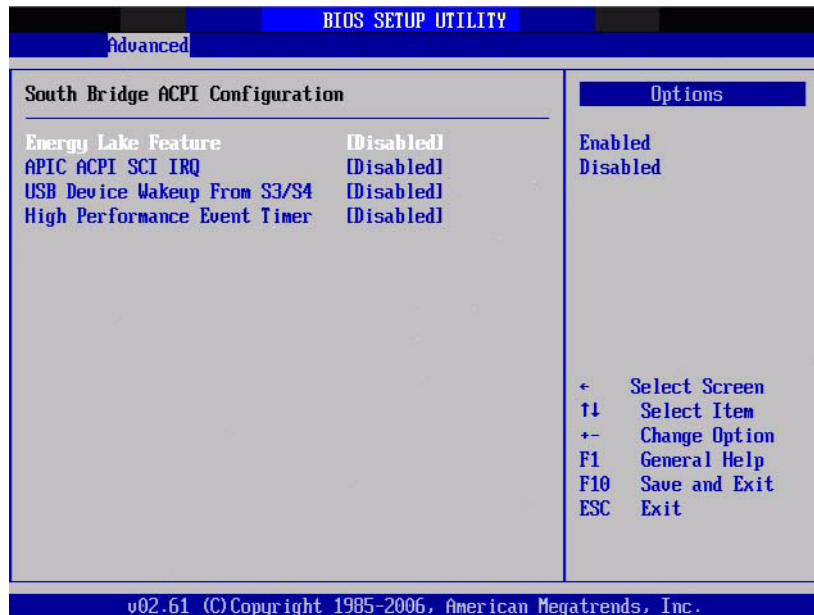 BIOS SETUP UTILITY
Advanced
South Bridge ACPI Configuration
Energy Lake Feature [Disabled]
APIC ACPI SCI IRQ [Disabled]
USB Device Wakeup From S3/S4 [Disabled]
High Performance Event Timer [Disabled]
Options
Enabled
Disabled
← Select Screen
↑↓ Select Item
+- Change Option
F1 General Help
F10 Save and Exit
ESC Exit
v02.61 (C)Copyright 1985-2006, American Megatrends, Inc.